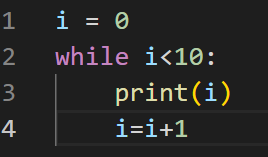 1 i = 0
2 while i<10:
3     print(i)
4     i=i+1